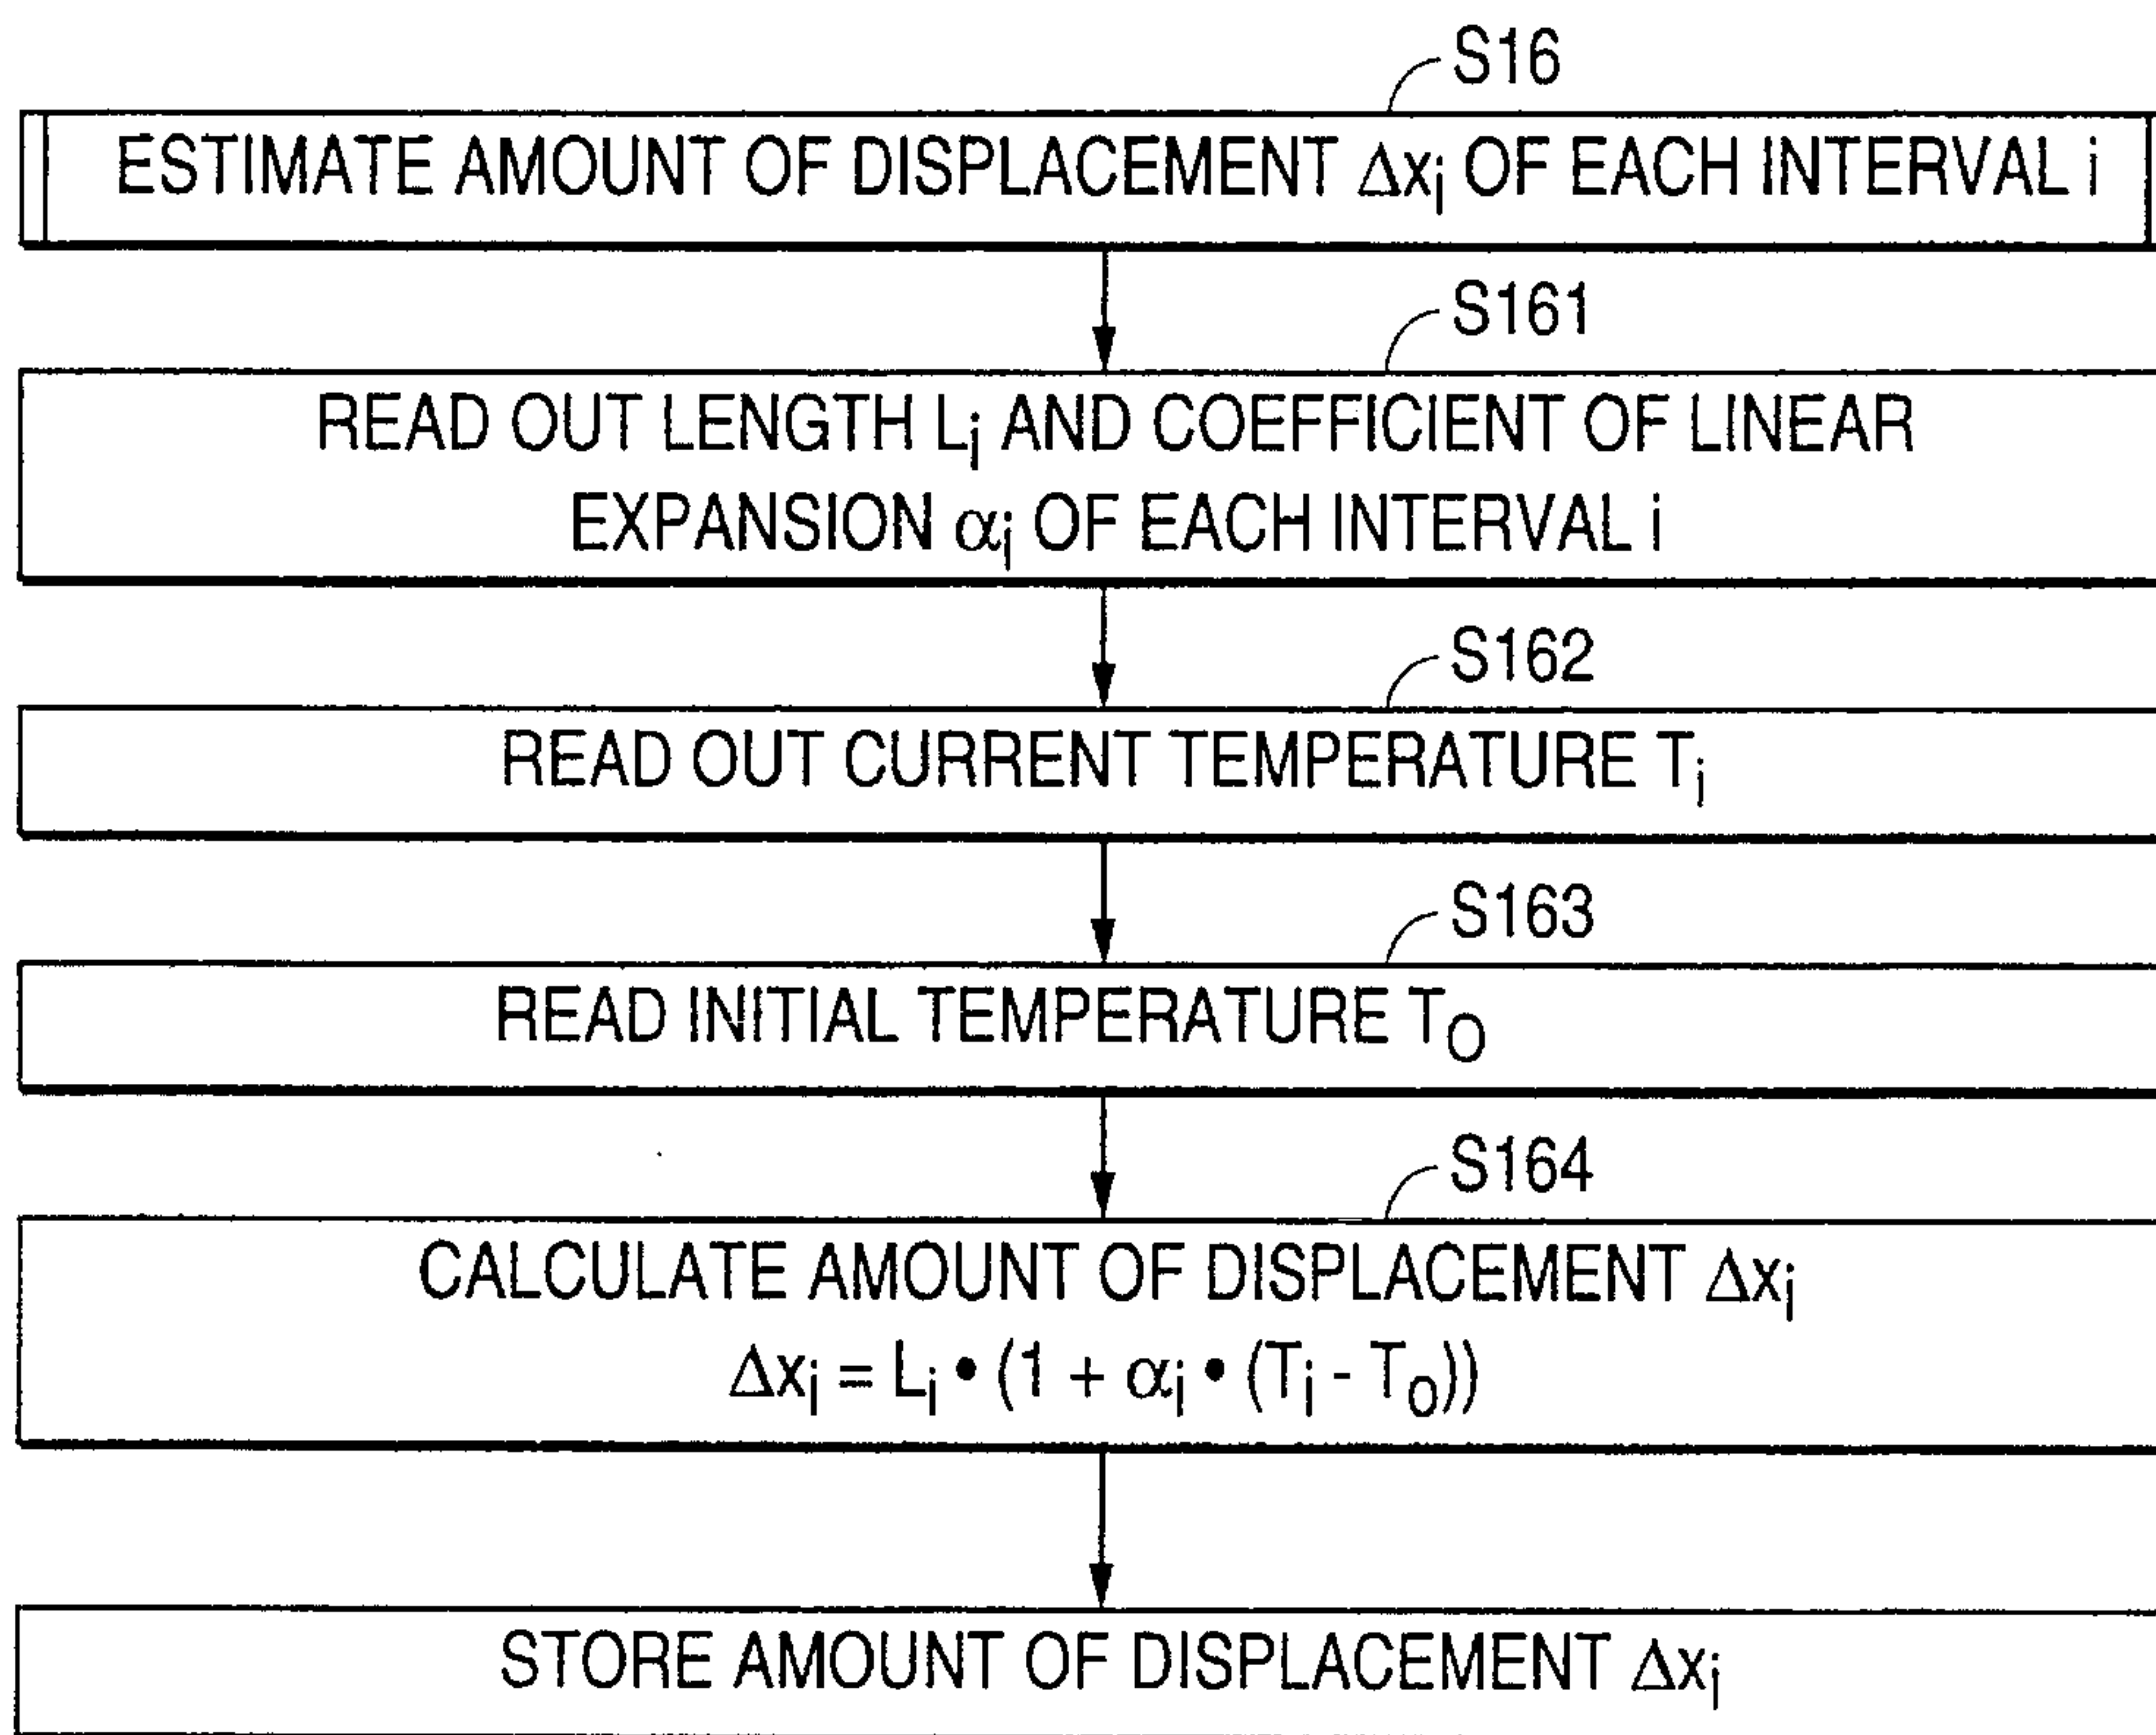 S16
ESTIMATE AMOUNT OF DISPLACEMENT Δxᵢ OF EACH INTERVAL i
S161
READ OUT LENGTH Lᵢ AND COEFFICIENT OF LINEAR
EXPANSION αᵢ OF EACH INTERVAL i
S162
READ OUT CURRENT TEMPERATURE Tᵢ
S163
READ INITIAL TEMPERATURE T₀
S164
CALCULATE AMOUNT OF DISPLACEMENT Δxᵢ
Δxᵢ = Lᵢ • (1 + αᵢ • (Tᵢ - T₀))
STORE AMOUNT OF DISPLACEMENT Δxᵢ